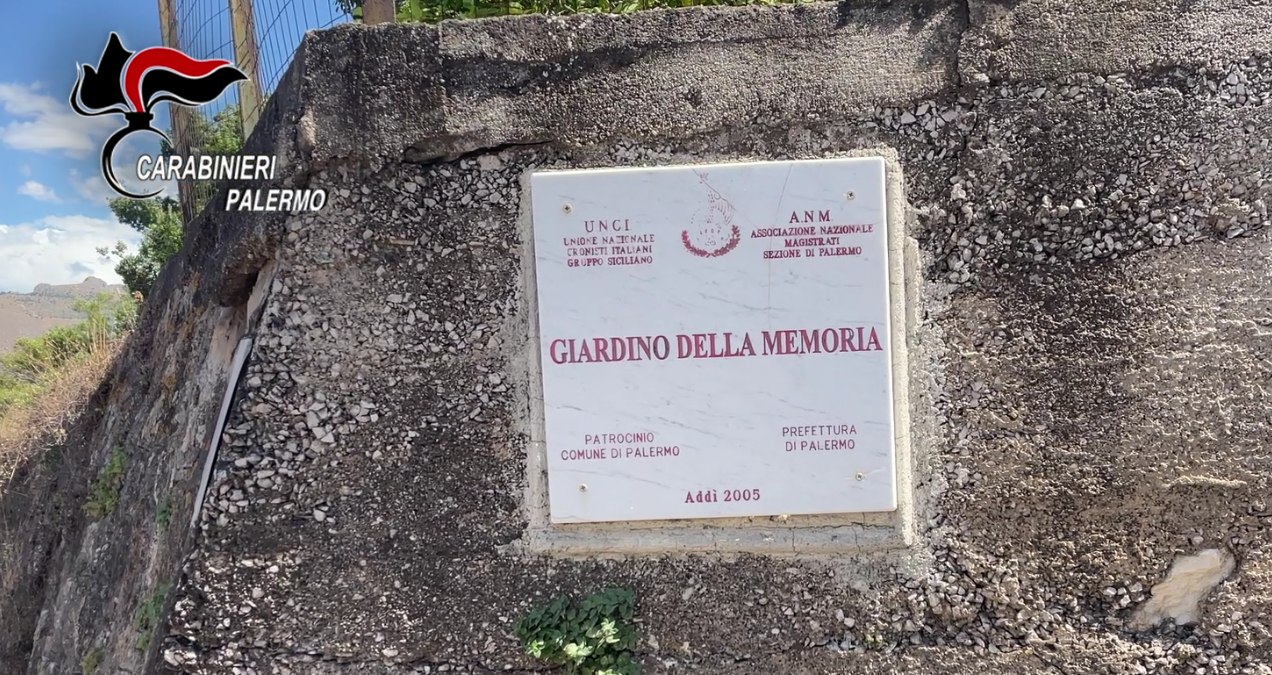 CARABINIERI
PALERMO
UNCI
UNIONE NAZIONALE
CRONISTI ITALIANI
GRUPPO SICILIANO
A.N.M.
ASSOCIAZIONE NAZIONALE
MAGISTRATI
SEZIONE DI PALERMO
GIARDINO DELLA MEMORIA
PATROCINIO
COMUNE DI PALERMO
PREFETTURA
DI PALERMO
Addì 2005